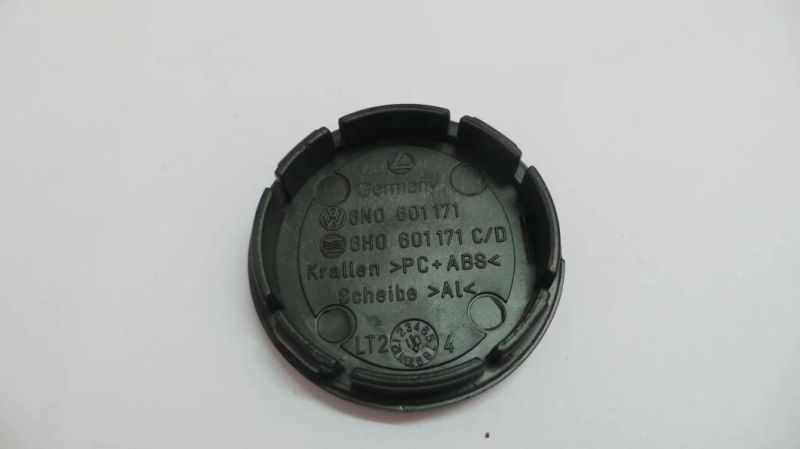 Germany
6N0 601171
6H0 601171 C/D
Krallen >PC+ABS<
Scheibe >Al<
LT2 4